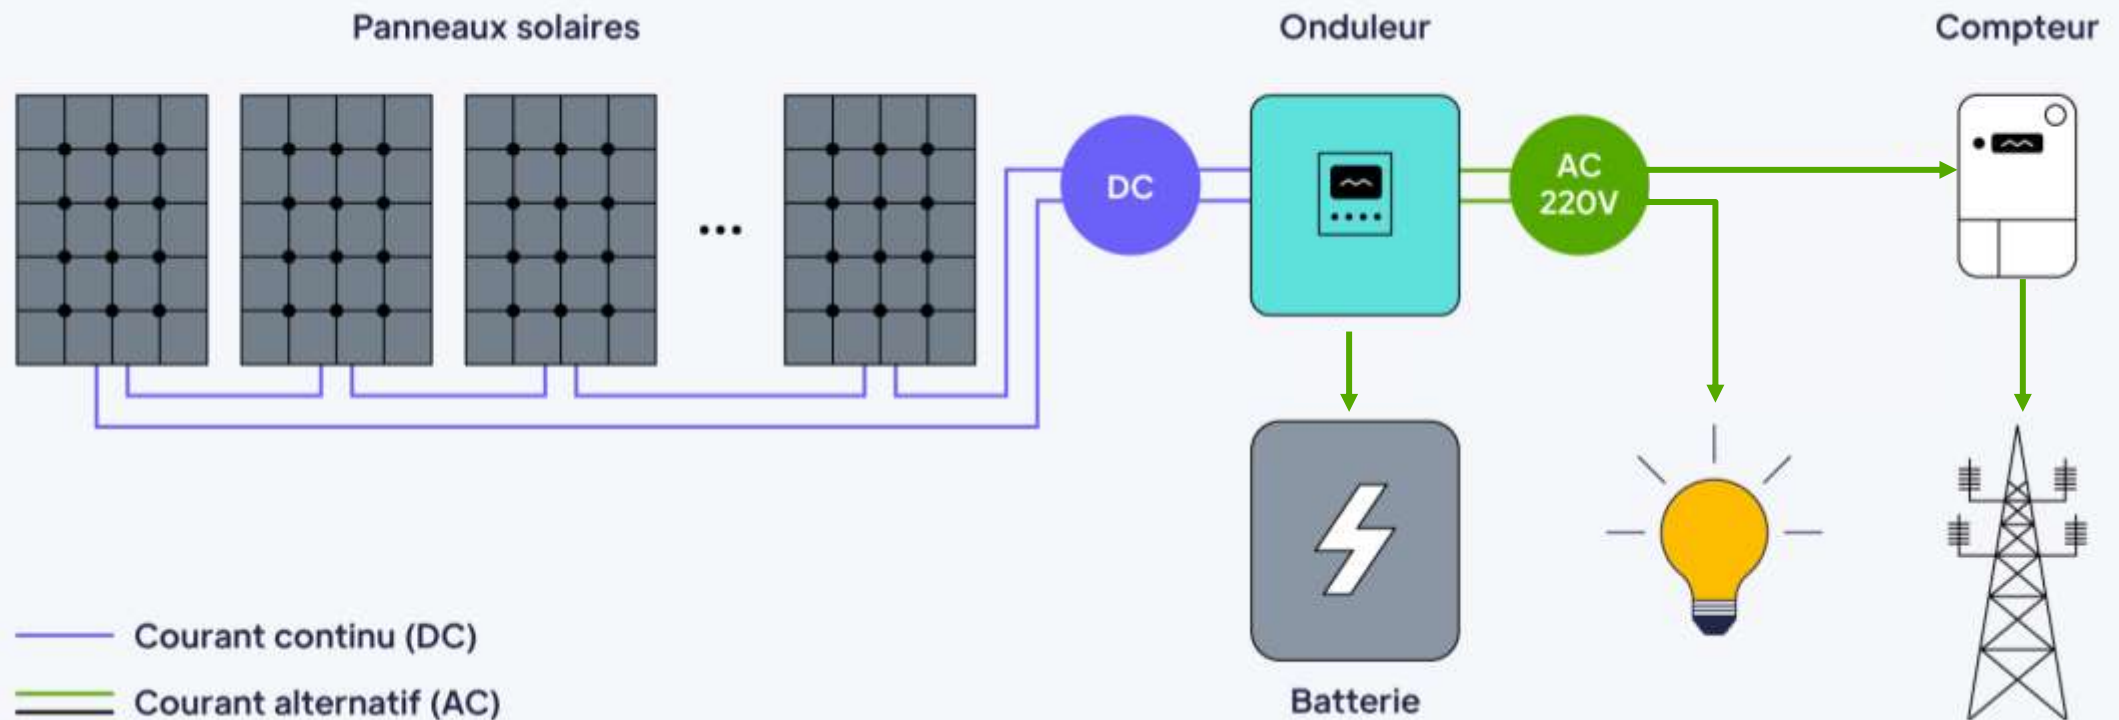 Panneaux solaires
Onduleur
Compteur
DC
AC
220V
Courant continu (DC)
Courant alternatif (AC)
Batterie